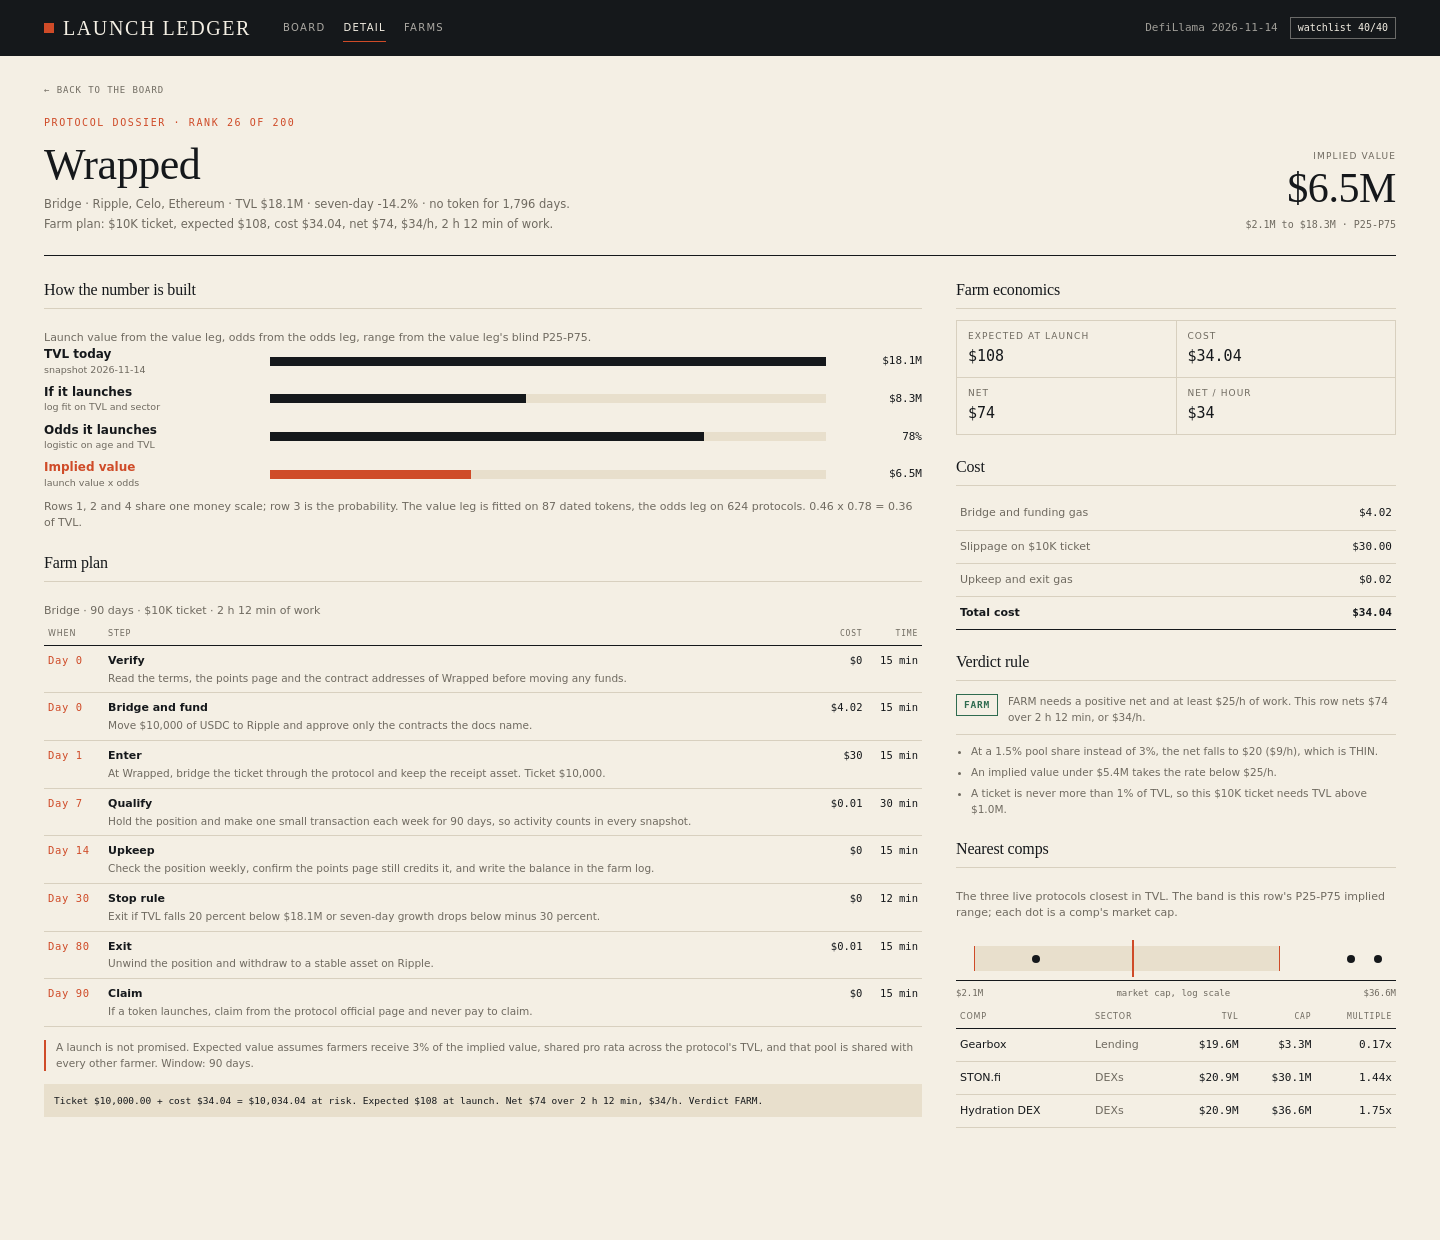 LAUNCH LEDGER
BOARD DETAIL FARMS
DefiLlama 2026-11-14 watchlist 40/40
← BACK TO THE BOARD
PROTOCOL DOSSIER · RANK 26 OF 200
Wrapped
Bridge · Ripple, Celo, Ethereum · TVL $18.1M · seven-day -14.2% · no token for 1,796 days.
Farm plan: $10K ticket, expected $108, cost $34.04, net $74, $34/h, 2 h 12 min of work.
IMPLIED VALUE
$6.5M
$2.1M to $18.3M · P25-P75
How the number is built
Launch value from the value leg, odds from the odds leg, range from the value leg's blind P25-P75.
TVL today $18.1M
snapshot 2026-11-14
If it launches $8.3M
log fit on TVL and sector
Odds it launches 78%
logistic on age and TVL
Implied value $6.5M
launch value x odds
Rows 1, 2 and 4 share one money scale; row 3 is the probability. The value leg is fitted on 87 dated tokens, the odds leg on 624 protocols. 0.46 x 0.78 = 0.36
of TVL.
Farm plan
Bridge · 90 days · $10K ticket · 2 h 12 min of work
WHEN STEP COST TIME
Day 0 Verify $0 15 min
Read the terms, the points page and the contract addresses of Wrapped before moving any funds.
Day 0 Bridge and fund $4.02 15 min
Move $10,000 of USDC to Ripple and approve only the contracts the docs name.
Day 1 Enter $30 15 min
At Wrapped, bridge the ticket through the protocol and keep the receipt asset. Ticket $10,000.
Day 7 Qualify $0.01 30 min
Hold the position and make one small transaction each week for 90 days, so activity counts in every snapshot.
Day 14 Upkeep $0 15 min
Check the position weekly, confirm the points page still credits it, and write the balance in the farm log.
Day 30 Stop rule $0 12 min
Exit if TVL falls 20 percent below $18.1M or seven-day growth drops below minus 30 percent.
Day 80 Exit $0.01 15 min
Unwind the position and withdraw to a stable asset on Ripple.
Day 90 Claim $0 15 min
If a token launches, claim from the protocol official page and never pay to claim.
A launch is not promised. Expected value assumes farmers receive 3% of the implied value, shared pro rata across the protocol's TVL, and that pool is shared with
every other farmer. Window: 90 days.
Ticket $10,000.00 + cost $34.04 = $10,034.04 at risk. Expected $108 at launch. Net $74 over 2 h 12 min, $34/h. Verdict FARM.
Farm economics
EXPECTED AT LAUNCH COST
$108 $34.04
NET NET / HOUR
$74 $34
Cost
Bridge and funding gas $4.02
Slippage on $10K ticket $30.00
Upkeep and exit gas $0.02
Total cost $34.04
Verdict rule
FARM FARM needs a positive net and at least $25/h of work. This row nets $74
over 2 h 12 min, or $34/h.
• At a 1.5% pool share instead of 3%, the net falls to $20 ($9/h), which is THIN.
• An implied value under $5.4M takes the rate below $25/h.
• A ticket is never more than 1% of TVL, so this $10K ticket needs TVL above
$1.0M.
Nearest comps
The three live protocols closest in TVL. The band is this row's P25-P75 implied
range; each dot is a comp's market cap.
$2.1M market cap, log scale $36.6M
COMP SECTOR TVL CAP MULTIPLE
Gearbox Lending $19.6M $3.3M 0.17x
STON.fi DEXs $20.9M $30.1M 1.44x
Hydration DEX DEXs $20.9M $36.6M 1.75x